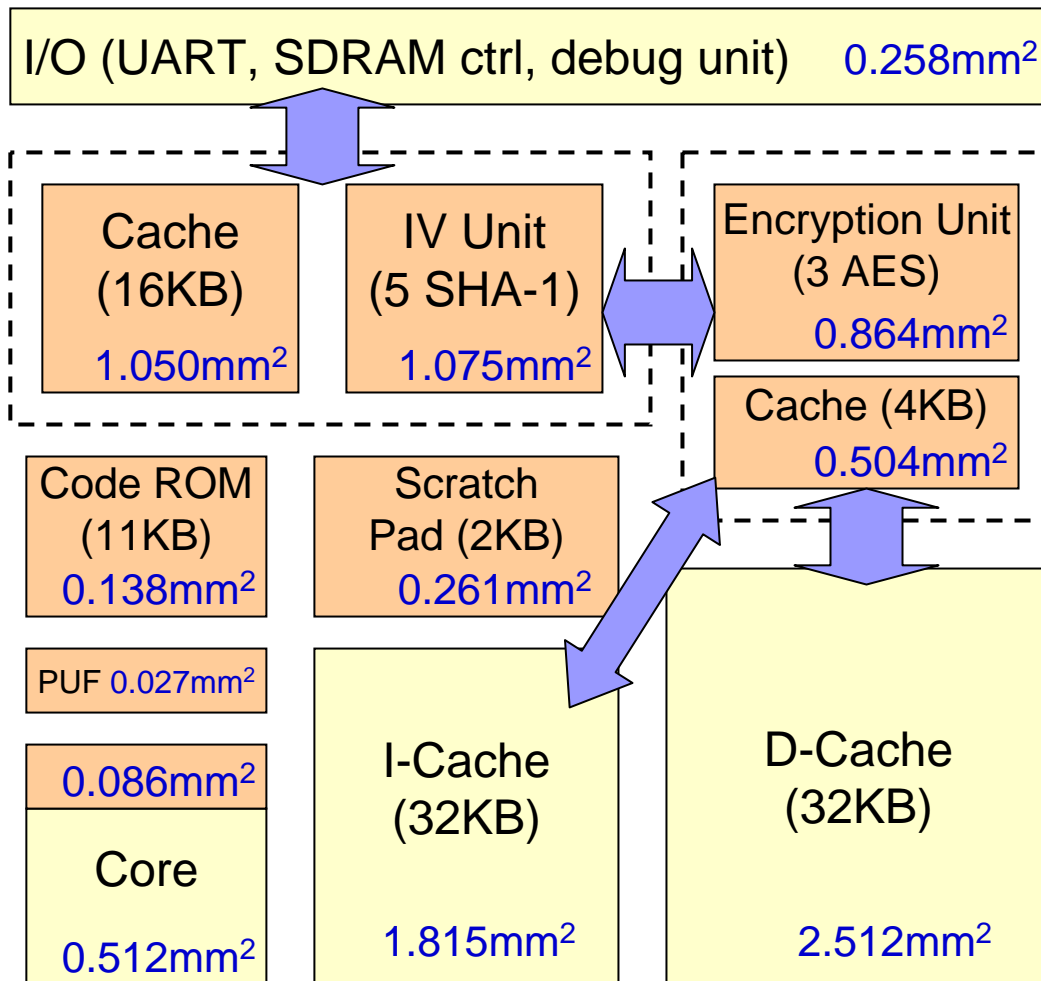 I/O (UART, SDRAM ctrl, debug unit) 0.258mm²
Cache
(16KB)
1.050mm²
IV Unit
(5 SHA-1)
1.075mm²
Encryption Unit
(3 AES)
0.864mm²
Cache (4KB)
0.504mm²
Code ROM
(11KB)
0.138mm²
Scratch
Pad (2KB)
0.261mm²
PUF 0.027mm²
0.086mm²
Core
0.512mm²
I-Cache
(32KB)
1.815mm²
D-Cache
(32KB)
2.512mm²